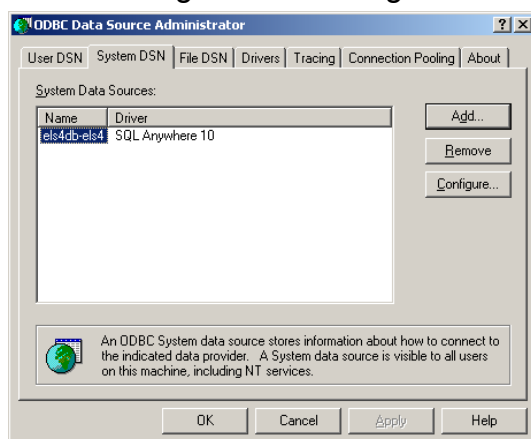 ODBC Data Source Administrator
User DSN System DSN File DSN Drivers Tracing Connection Pooling About
System Data Sources:
Name Driver
els4db-els4 SQL Anywhere 10
Add...
Remove
Configure...
An ODBC System data source stores information about how to connect to
the indicated data provider. A System data source is visible to all users
on this machine, including NT services.
OK Cancel Apply Help